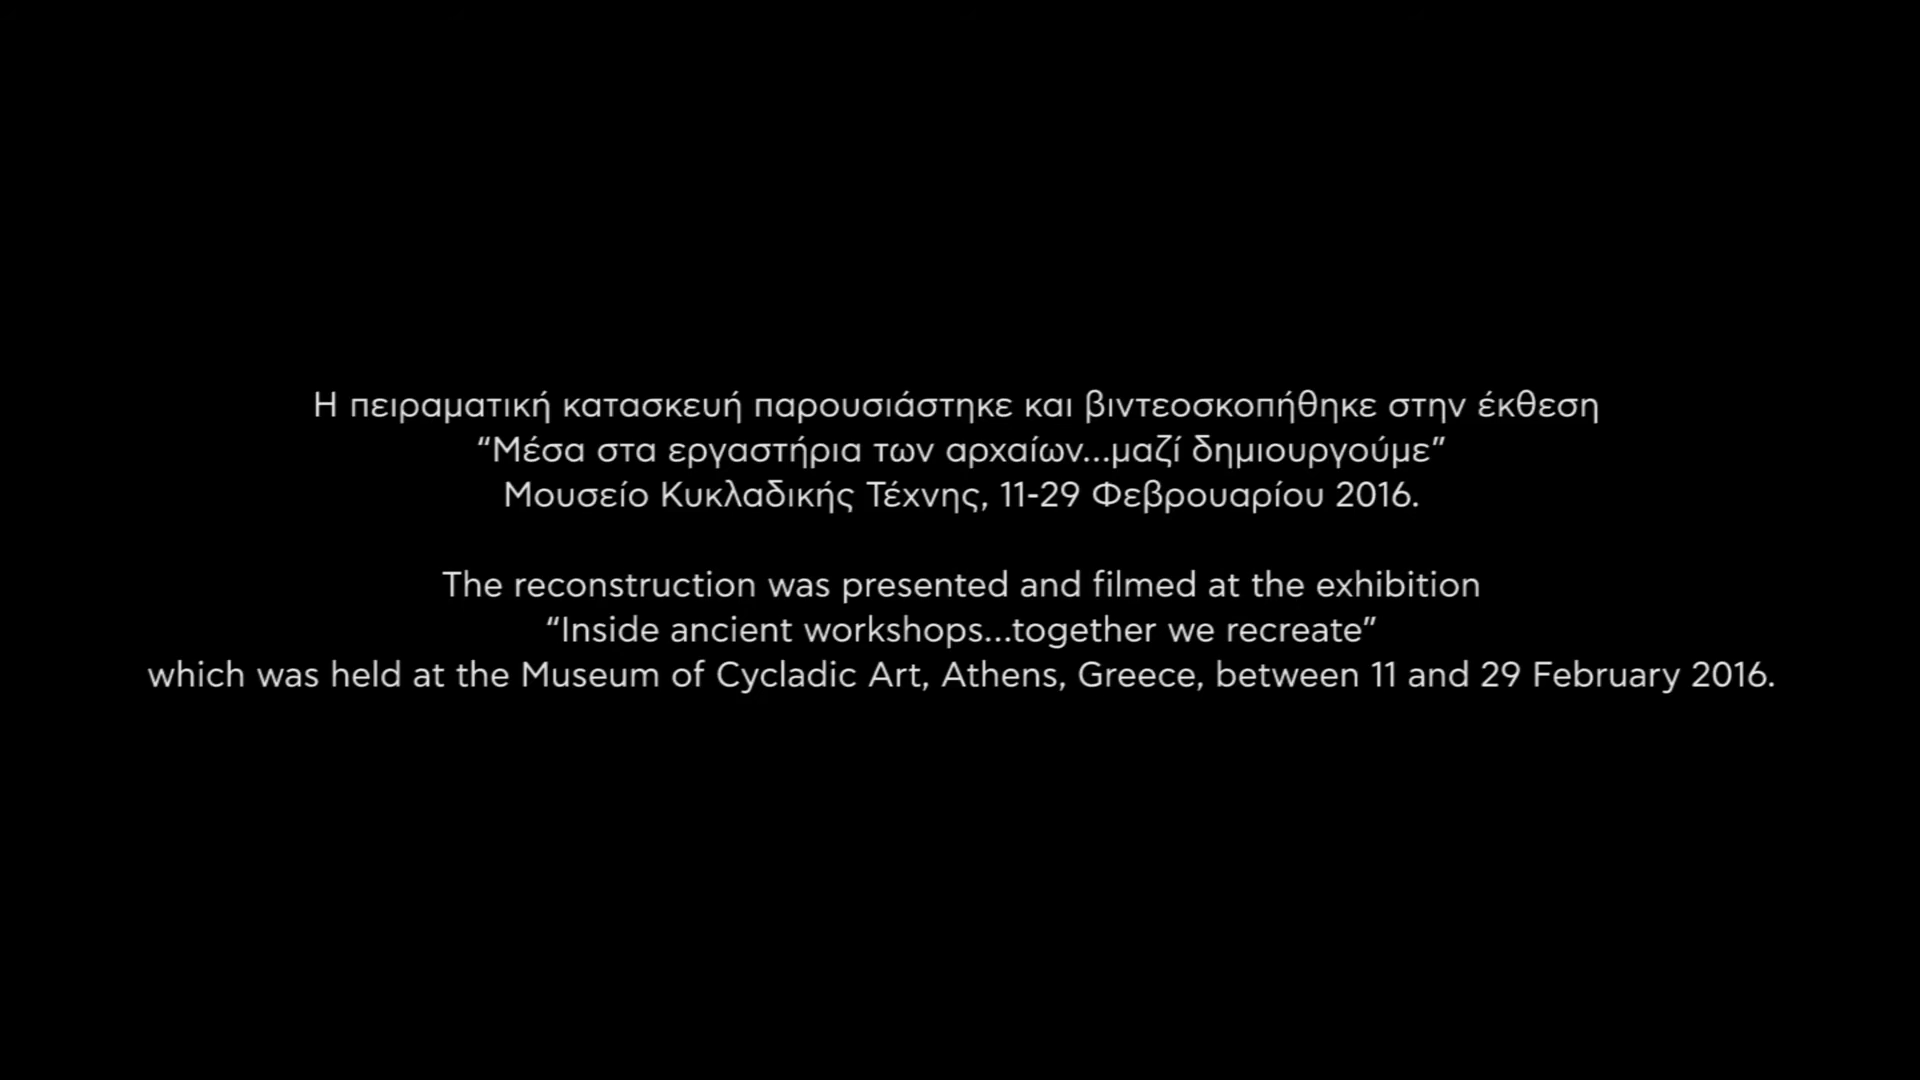 Η πειραματική κατασκευή παρουσιάστηκε και βιντεοσκοπήθηκε στην έκθεση
“Μέσα στα εργαστήρια των αρχαίων...μαζί δημιουργούμε”
Μουσείο Κυκλαδικής Τέχνης, 11-29 Φεβρουαρίου 2016.
The reconstruction was presented and filmed at the exhibition
“Inside ancient workshops...together we recreate”
which was held at the Museum of Cycladic Art, Athens, Greece, between 11 and 29 February 2016.